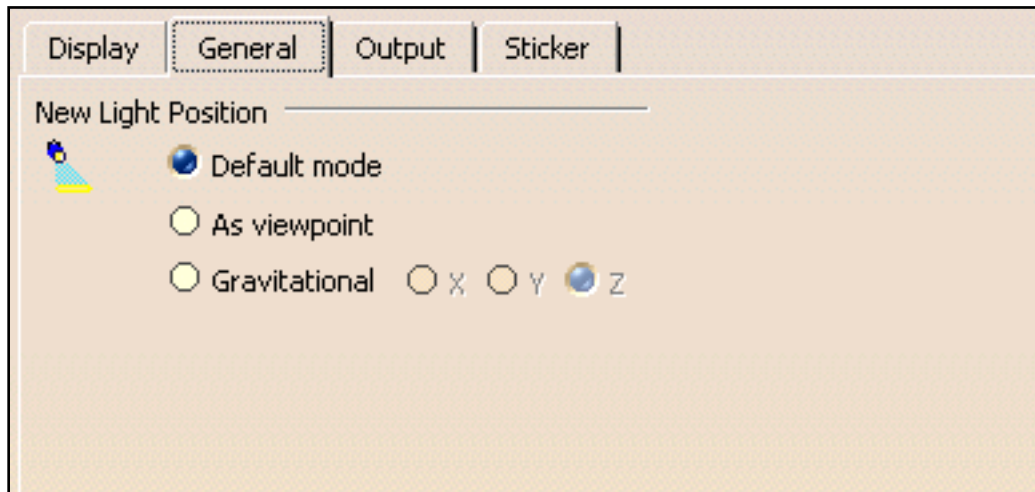 Display General Output Sticker
New Light Position
Default mode
As viewpoint
Gravitational X Y Z